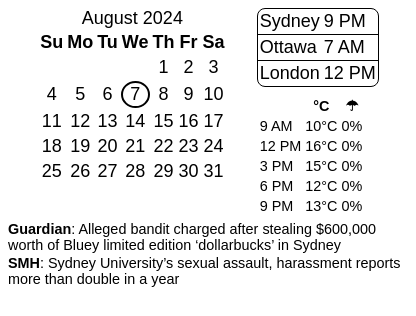 August 2024
Su Mo Tu We Th Fr Sa
1 2 3
4 5 6 7 8 9 10
11 12 13 14 15 16 17
18 19 20 21 22 23 24
25 26 27 28 29 30 31
Sydney 9 PM
Ottawa 7 AM
London 12 PM
°C ☂
9 AM 10°C 0%
12 PM 16°C 0%
3 PM 15°C 0%
6 PM 12°C 0%
9 PM 13°C 0%
Guardian: Alleged bandit charged after stealing $600,000
worth of Bluey limited edition ‘dollarbucks’ in Sydney
SMH: Sydney University’s sexual assault, harassment reports
more than double in a year